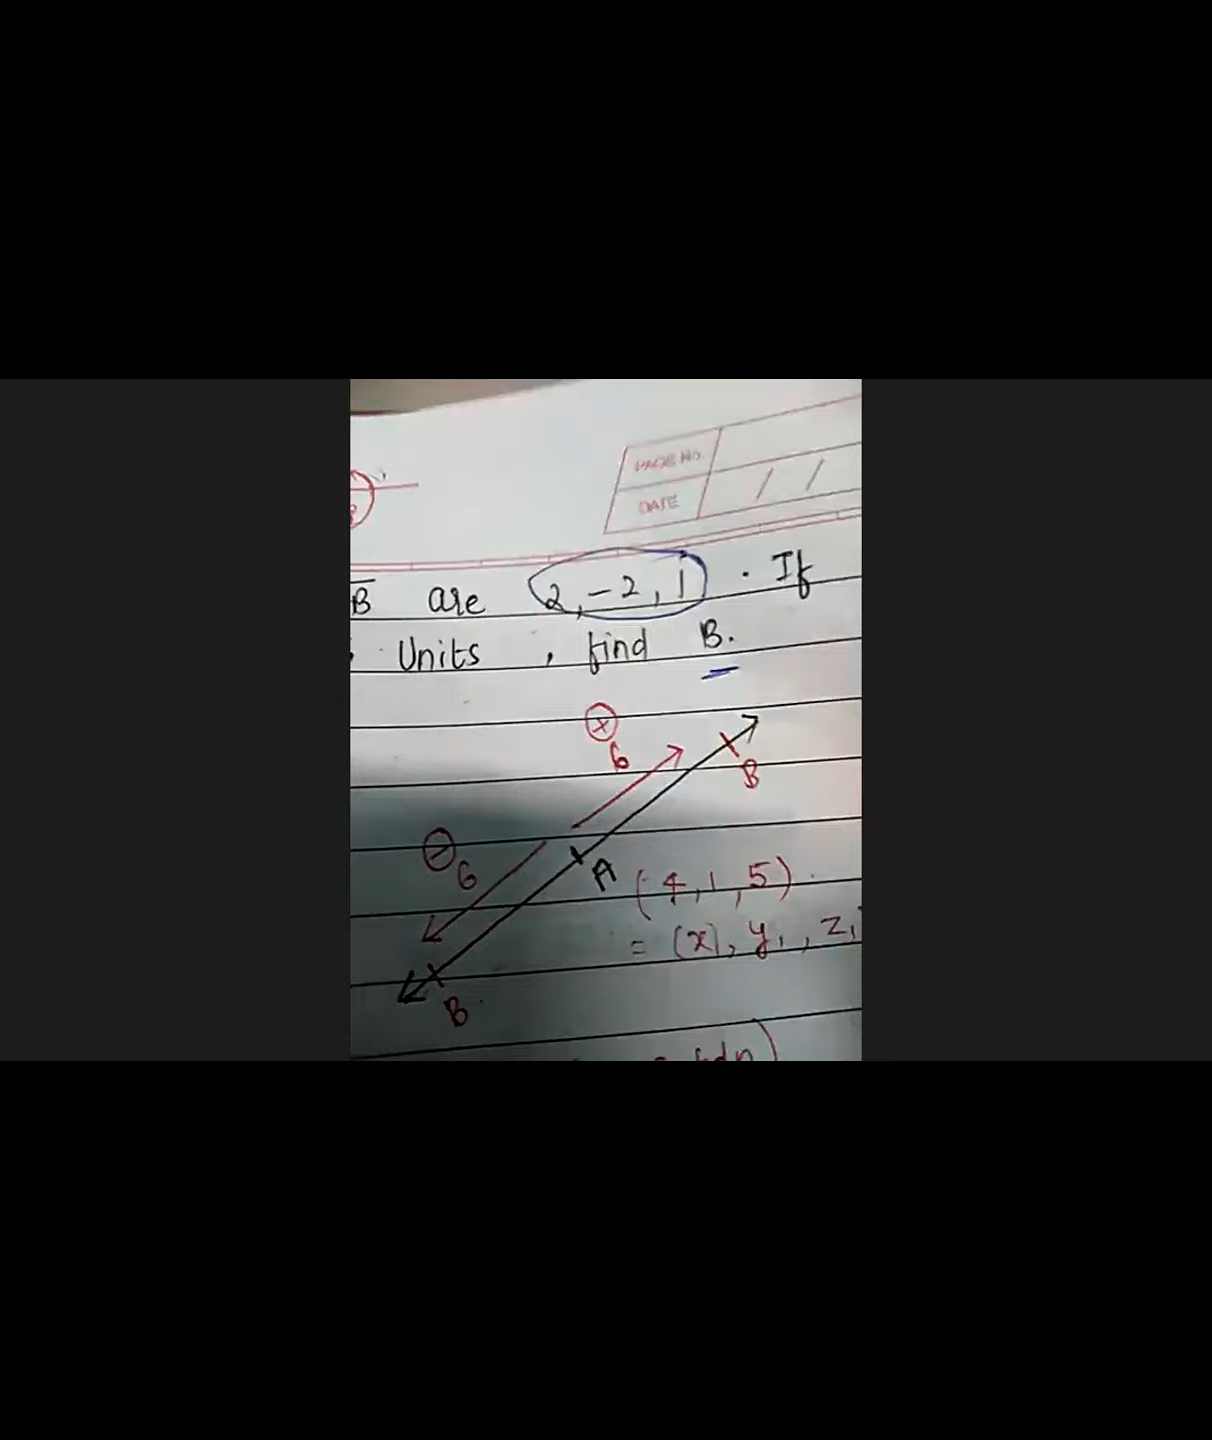 PAGE NO.
DATE / /
B are 2, -2, 1 . If
Units , find B.
+
6
B
-
6
A
(4, 1, 5)
= (x1, y1, z1
B